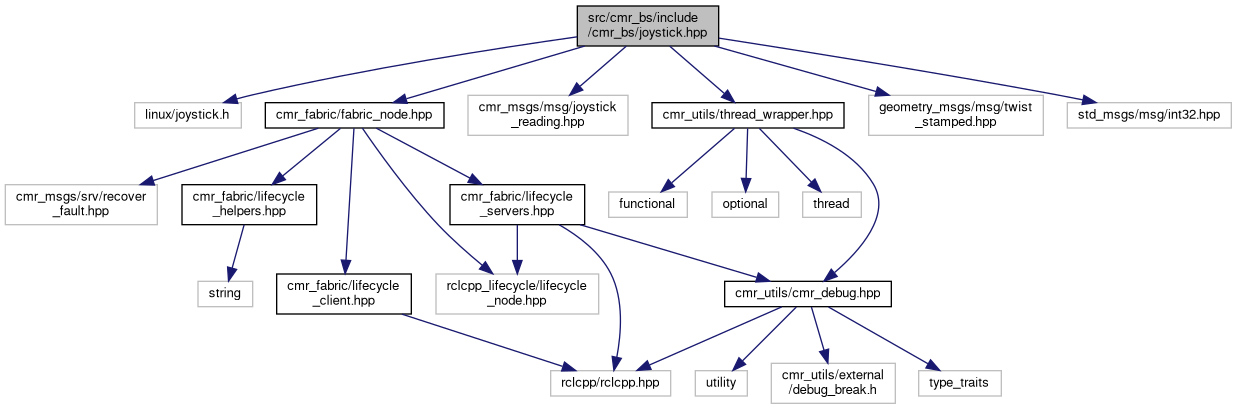 src/cmr_bs/include
/cmr_bs/joystick.hpp
linux/joystick.h
cmr_fabric/fabric_node.hpp
cmr_msgs/msg/joystick
_reading.hpp
cmr_utils/thread_wrapper.hpp
geometry_msgs/msg/twist
_stamped.hpp
std_msgs/msg/int32.hpp
cmr_msgs/srv/recover
_fault.hpp
cmr_fabric/lifecycle
_helpers.hpp
cmr_fabric/lifecycle
_servers.hpp
functional
optional
thread
string
cmr_fabric/lifecycle
_client.hpp
rclcpp_lifecycle/lifecycle
_node.hpp
cmr_utils/cmr_debug.hpp
rclcpp/rclcpp.hpp
utility
cmr_utils/external
/debug_break.h
type_traits